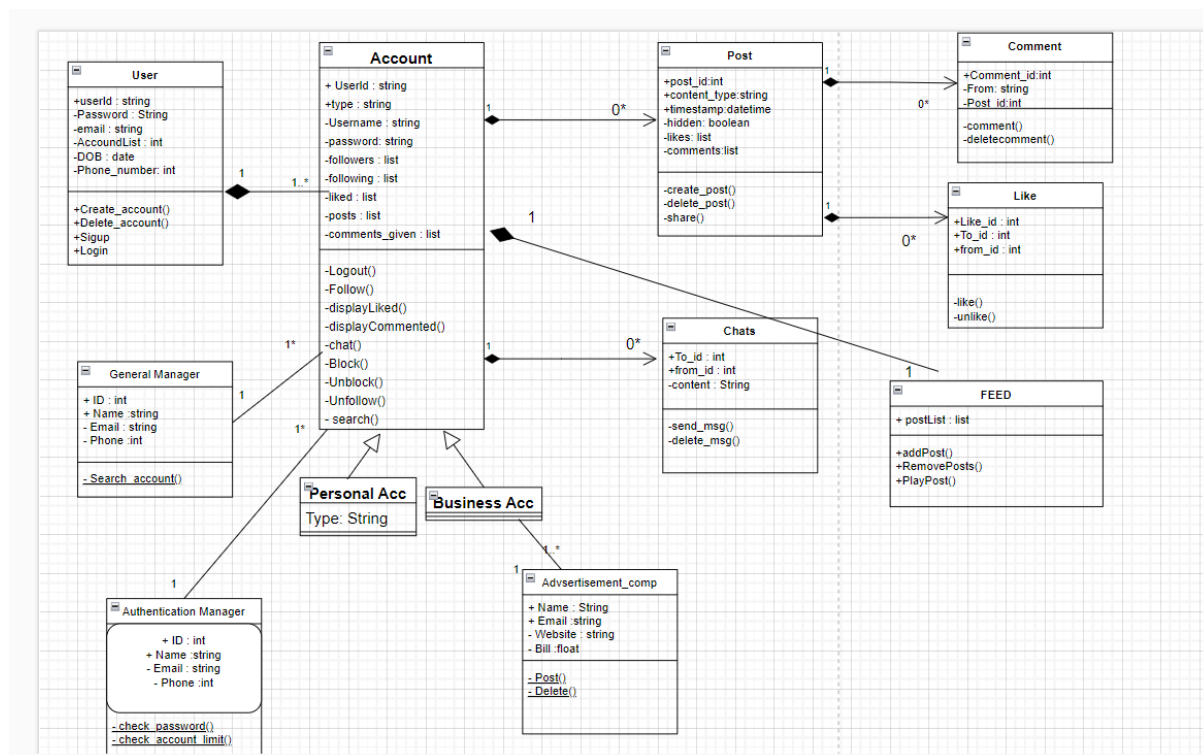 User
+userId : string
-Password : String
-email : string
-AccoundList : int
-DOB : date
-Phone_number: int
+Create_account()
+Delete_account()
+Sigup
+Login
1
1..*
Account
+ UserId : string
+type : string
-Username : string
-password: string
-followers : list
-following : list
-liked : list
-posts : list
-comments_given : list
-Logout()
-Follow()
-displayLiked()
-displayCommented()
-chat()
-Block()
-Unblock()
-Unfollow()
- search()
1
0*
Post
+post_id:int
+content_type:string
+timestamp:datetime
-hidden: boolean
-likes: list
-comments:list
-create_post()
-delete_post()
-share()
1
0*
Comment
+Comment_id:int
-From: string
-Post_id:int
-comment()
-deletecomment()
1
0*
Like
+Like_id : int
+To_id : int
+from_id : int
-like()
-unlike()
1
1
1
0*
Chats
+To_id : int
+from_id : int
-content : String
-send_msg()
-delete_msg()
FEED
+ postList : list
+addPost()
+RemovePosts()
+PlayPost()
1*
1
General Manager
+ ID : int
+ Name :string
- Email : string
- Phone :int
- Search_account()
1*
1
Personal Acc
Type: String
Business Acc
1..*
1
Advsertisement_comp
+ Name : String
+ Email :string
- Website : string
- Bill :float
- Post()
- Delete()
Authentication Manager
+ ID : int
+ Name :string
- Email : string
- Phone :int
- check_password()
- check_account_limit()